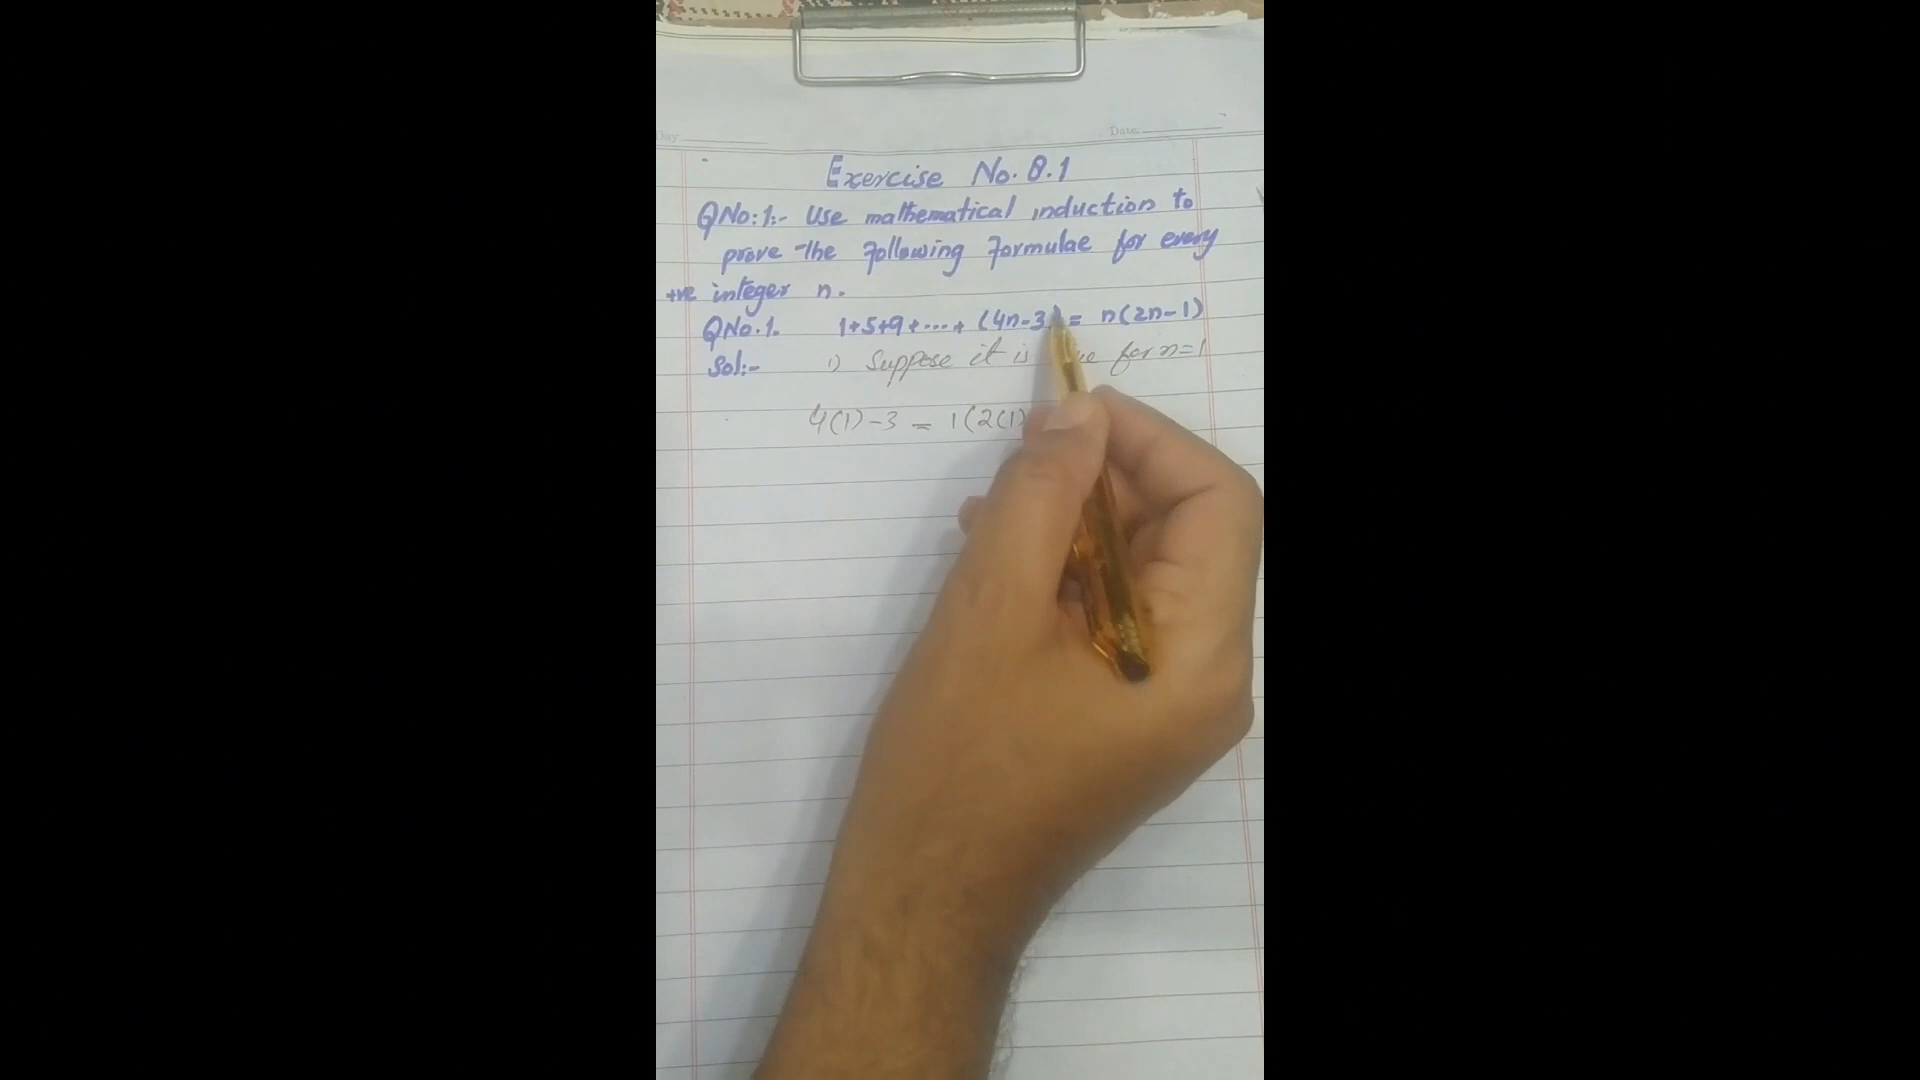 Day
Date
Exercise No. 8.1
QNo:1:- Use mathematical induction to
prove the following formulae for every
+ve integer n.
QNo.1. 1+5+9+....+(4n-3)= n(2n-1)
Sol:- i) Suppose it is for n=1
4(1)-3 = 1(2(1)